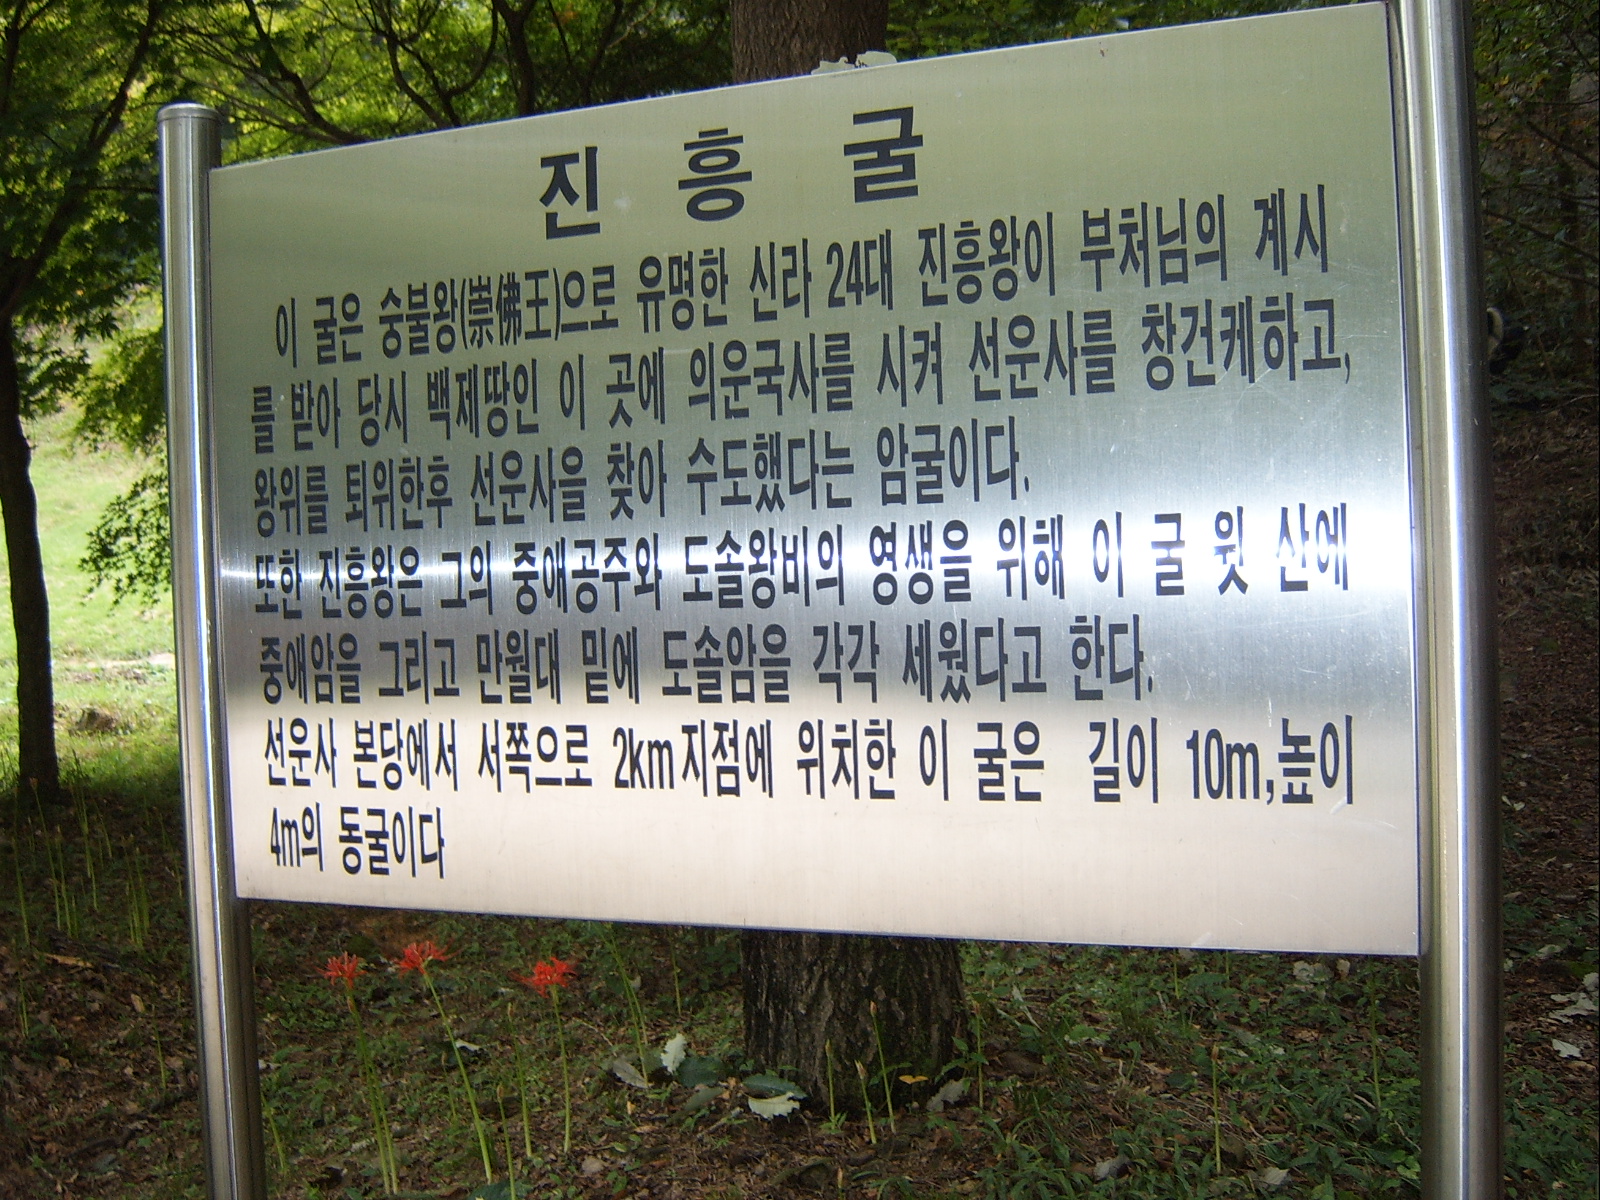 진흥굴
이 굴은 숭불왕(崇佛王)으로 유명한 신라 24대 진흥왕이 부처님의 계시
를 받아 당시 백제땅인 이 곳에 의운국사를 시켜 선운사를 창건케하고,
왕위를 퇴위한후 선운사을 찾아 수도했다는 암굴이다.
또한 진흥왕은 그의 중애공주와 도솔왕비의 영생을 위해 이 굴 윗 산에
중애암을 그리고 만월대 밑에 도솔암을 각각 세웠다고 한다.
선운사 본당에서 서쪽으로 2km지점에 위치한 이 굴은 길이 10m,높이
4m의 동굴이다